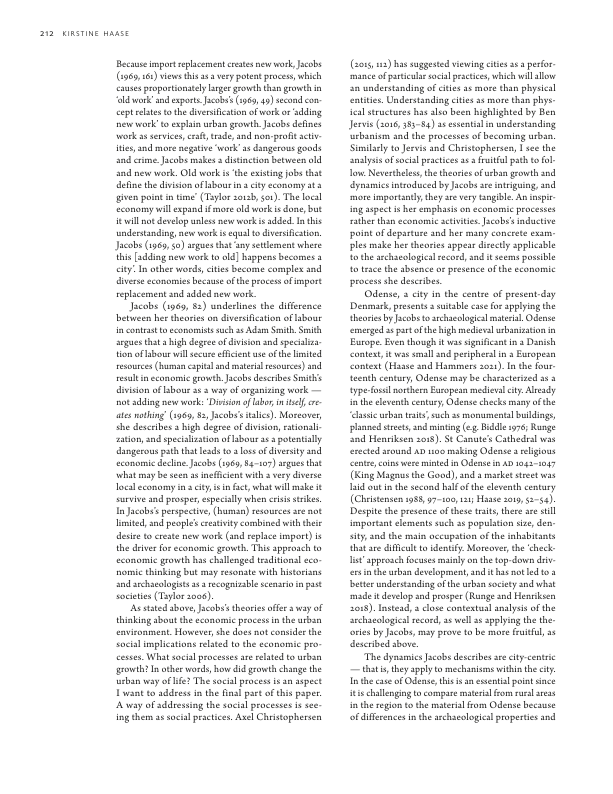 212 KIRSTINE HAASE
Because import replacement creates new work, Jacobs
(1969, 161) views this as a very potent process, which
causes proportionately larger growth than growth in
‘old work’ and exports. Jacobs’s (1969, 49) second con-
cept relates to the diversification of work or ‘adding
new work’ to explain urban growth. Jacobs defines
work as services, craft, trade, and non-profit activ-
ities, and more negative ‘work’ as dangerous goods
and crime. Jacobs makes a distinction between old
and new work. Old work is ‘the existing jobs that
define the division of labour in a city economy at a
given point in time’ (Taylor 2012b, 501). The local
economy will expand if more old work is done, but
it will not develop unless new work is added. In this
understanding, new work is equal to diversification.
Jacobs (1969, 50) argues that ‘any settlement where
this [adding new work to old] happens becomes a
city’. In other words, cities become complex and
diverse economies because of the process of import
replacement and added new work.
Jacobs (1969, 82) underlines the difference
between her theories on diversification of labour
in contrast to economists such as Adam Smith. Smith
argues that a high degree of division and specializa-
tion of labour will secure efficient use of the limited
resources (human capital and material resources) and
result in economic growth. Jacobs describes Smith’s
division of labour as a way of organizing work —
not adding new work: ‘Division of labor, in itself, cre-
ates nothing’ (1969, 82, Jacobs’s italics). Moreover,
she describes a high degree of division, rationali-
zation, and specialization of labour as a potentially
dangerous path that leads to a loss of diversity and
economic decline. Jacobs (1969, 84–107) argues that
what may be seen as inefficient with a very diverse
local economy in a city, is in fact, what will make it
survive and prosper, especially when crisis strikes.
In Jacobs’s perspective, (human) resources are not
limited, and people’s creativity combined with their
desire to create new work (and replace import) is
the driver for economic growth. This approach to
economic growth has challenged traditional eco-
nomic thinking but may resonate with historians
and archaeologists as a recognizable scenario in past
societies (Taylor 2006).
As stated above, Jacobs’s theories offer a way of
thinking about the economic process in the urban
environment. However, she does not consider the
social implications related to the economic pro-
cesses. What social processes are related to urban
growth? In other words, how did growth change the
urban way of life? The social process is an aspect
I want to address in the final part of this paper.
A way of addressing the social processes is see-
ing them as social practices. Axel Christophersen
(2015, 112) has suggested viewing cities as a perfor-
mance of particular social practices, which will allow
an understanding of cities as more than physical
entities. Understanding cities as more than phys-
ical structures has also been highlighted by Ben
Jervis (2016, 383–84) as essential in understanding
urbanism and the processes of becoming urban.
Similarly to Jervis and Christophersen, I see the
analysis of social practices as a fruitful path to fol-
low. Nevertheless, the theories of urban growth and
dynamics introduced by Jacobs are intriguing, and
more importantly, they are very tangible. An inspir-
ing aspect is her emphasis on economic processes
rather than economic activities. Jacobs’s inductive
point of departure and her many concrete exam-
ples make her theories appear directly applicable
to the archaeological record, and it seems possible
to trace the absence or presence of the economic
process she describes.
Odense, a city in the centre of present-day
Denmark, presents a suitable case for applying the
theories by Jacobs to archaeological material. Odense
emerged as part of the high medieval urbanization in
Europe. Even though it was significant in a Danish
context, it was small and peripheral in a European
context (Haase and Hammers 2021). In the four-
teenth century, Odense may be characterized as a
type-fossil northern European medieval city. Already
in the eleventh century, Odense checks many of the
‘classic urban traits’, such as monumental buildings,
planned streets, and minting (e.g. Biddle 1976; Runge
and Henriksen 2018). St Canute’s Cathedral was
erected around AD 1100 making Odense a religious
centre, coins were minted in Odense in AD 1042–1047
(King Magnus the Good), and a market street was
laid out in the second half of the eleventh century
(Christensen 1988, 97–100, 121; Haase 2019, 52–54).
Despite the presence of these traits, there are still
important elements such as population size, den-
sity, and the main occupation of the inhabitants
that are difficult to identify. Moreover, the ‘check-
list’ approach focuses mainly on the top-down driv-
ers in the urban development, and it has not led to a
better understanding of the urban society and what
made it develop and prosper (Runge and Henriksen
2018). Instead, a close contextual analysis of the
archaeological record, as well as applying the the-
ories by Jacobs, may prove to be more fruitful, as
described above.
The dynamics Jacobs describes are city-centric
— that is, they apply to mechanisms within the city.
In the case of Odense, this is an essential point since
it is challenging to compare material from rural areas
in the region to the material from Odense because
of differences in the archaeological properties and